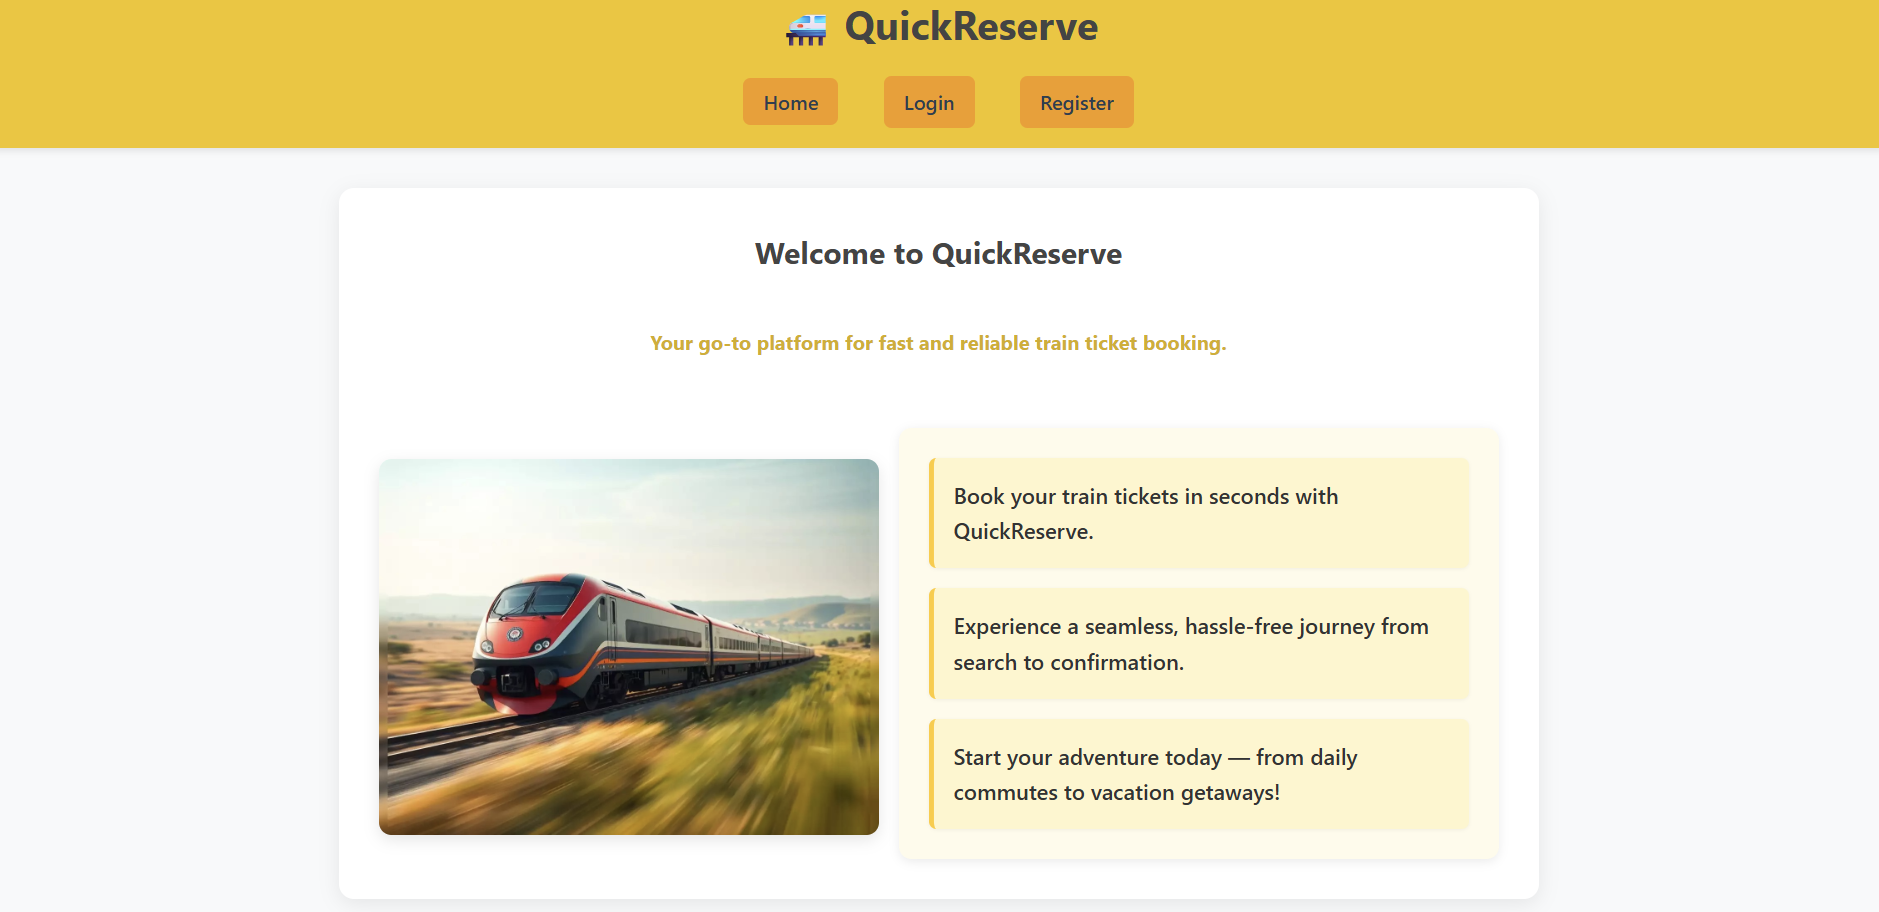 QuickReserve
Home
Login
Register
Welcome to QuickReserve
Your go-to platform for fast and reliable train ticket booking.
Book your train tickets in seconds with
QuickReserve.
Experience a seamless, hassle-free journey from
search to confirmation.
Start your adventure today — from daily
commutes to vacation getaways!